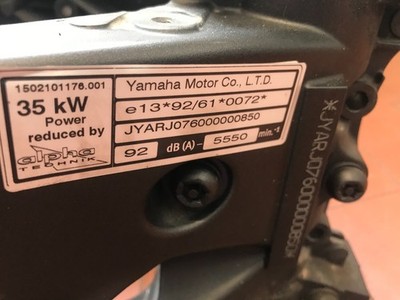 1502101176.001
35 kW
Power
reduced by
alpha
TECHNIK
Yamaha Motor Co., L.T.D.
e13*92/61*0072*
JYARJ076000000850
92 dB (A) - 5550 min.⁻¹
*JYARJ076000000850*